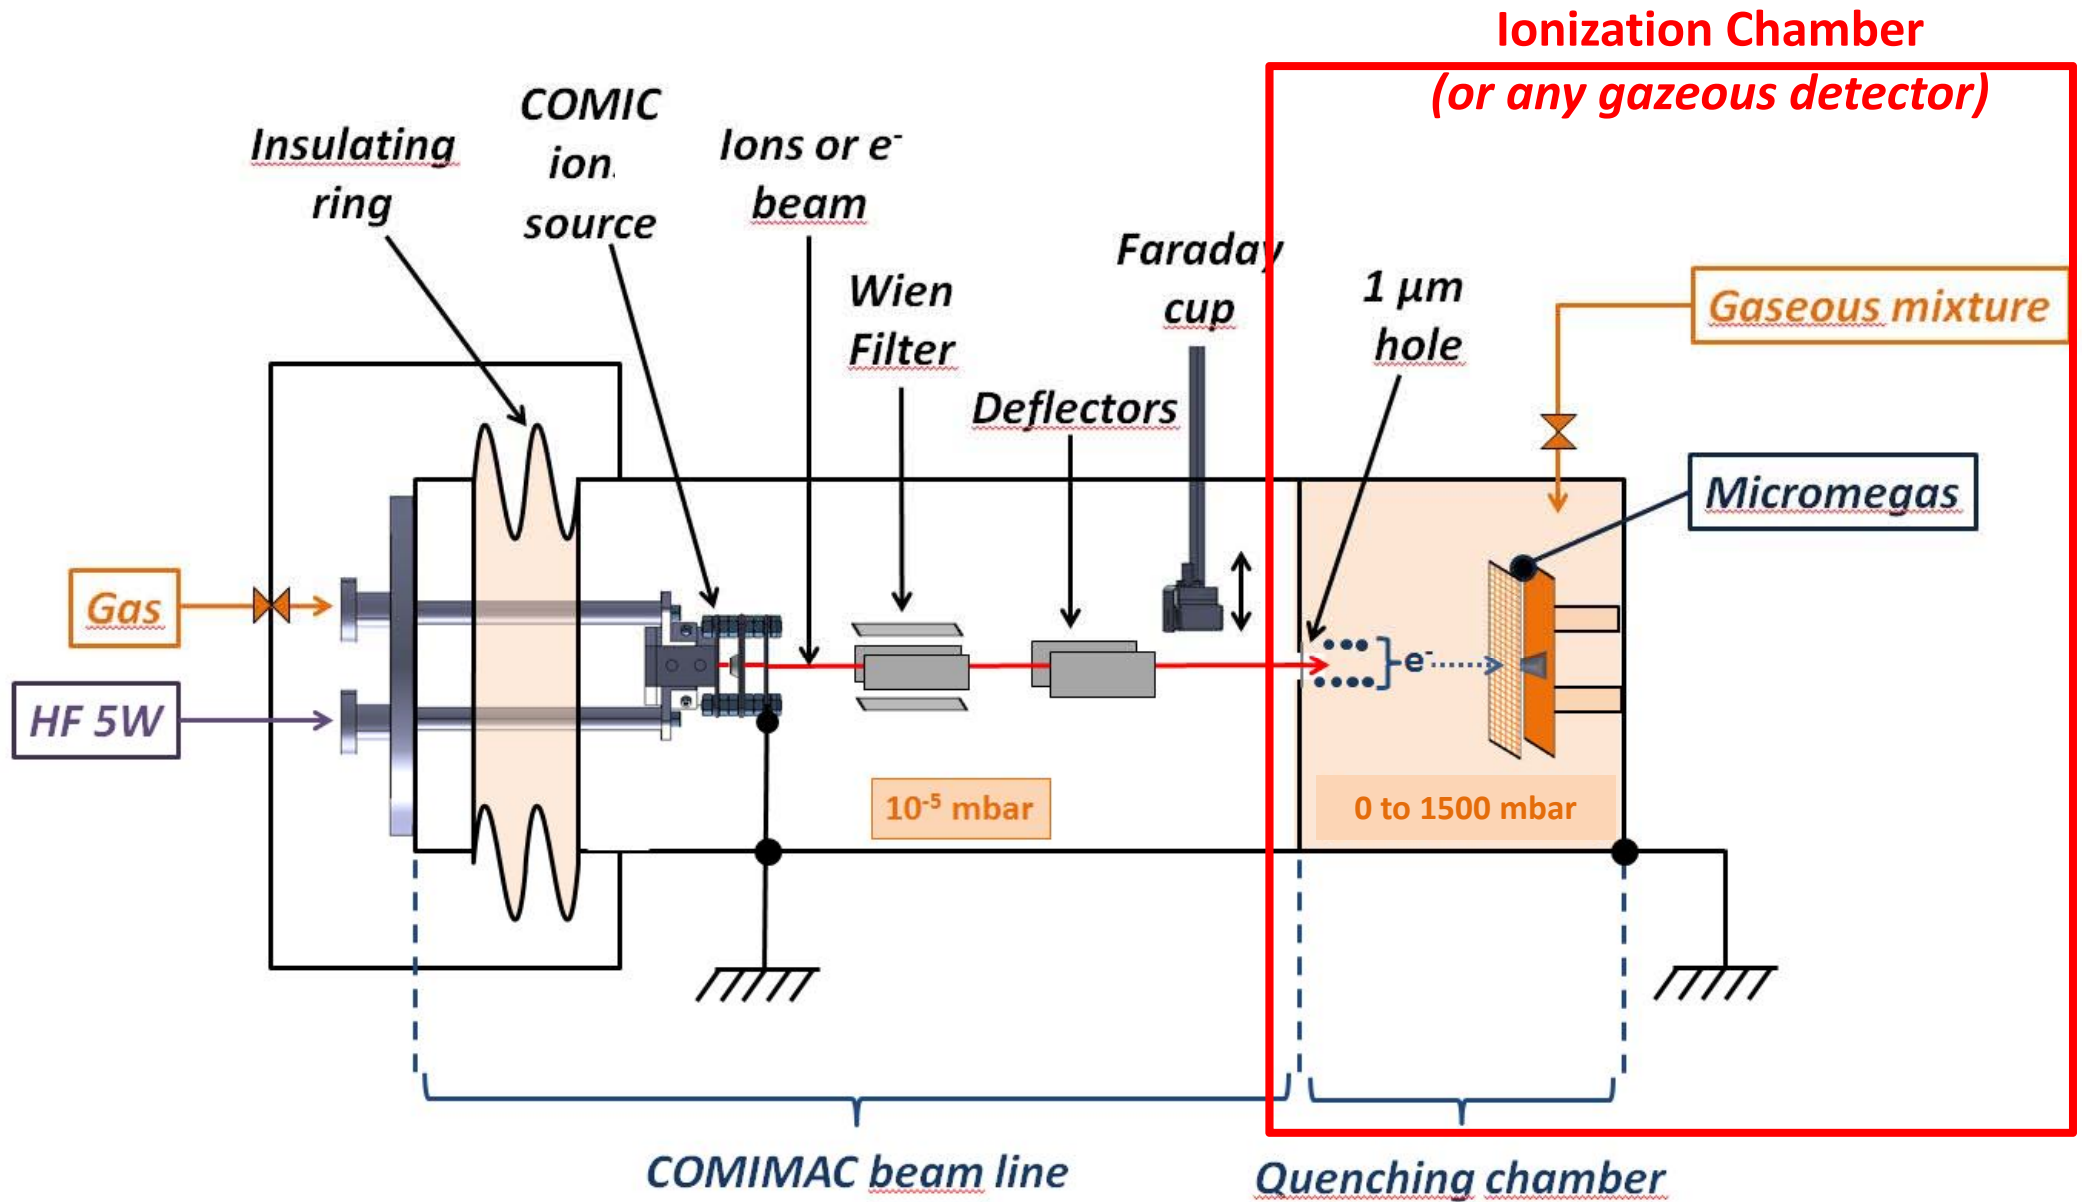 Ionization Chamber
(or any gazeous detector)
COMIC
ion.
source
Insulating
ring
Ions or e-
beam
Faraday
cup
Wien
Filter
1 μm
hole
Gaseous mixture
Deflectors
Micromegas
Gas
e-
HF 5W
10-5 mbar
0 to 1500 mbar
COMIMAC beam line
Quenching chamber